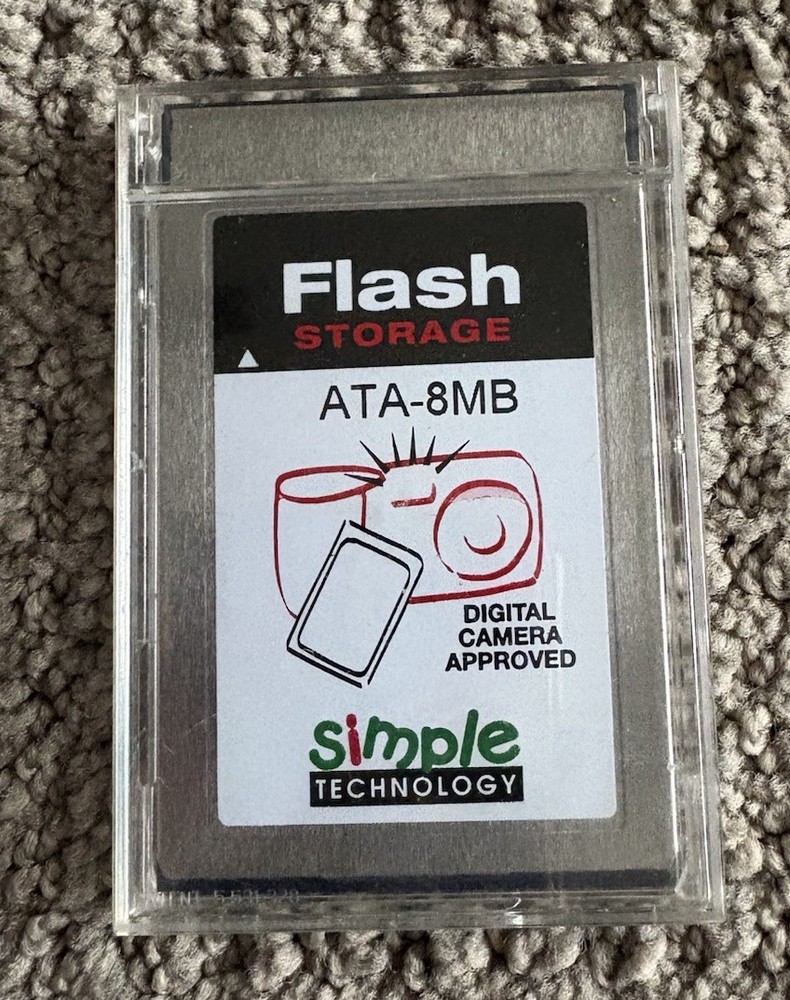 Flash
STORAGE
ATA-8MB
DIGITAL
CAMERA
APPROVED
simple
TECHNOLOGY